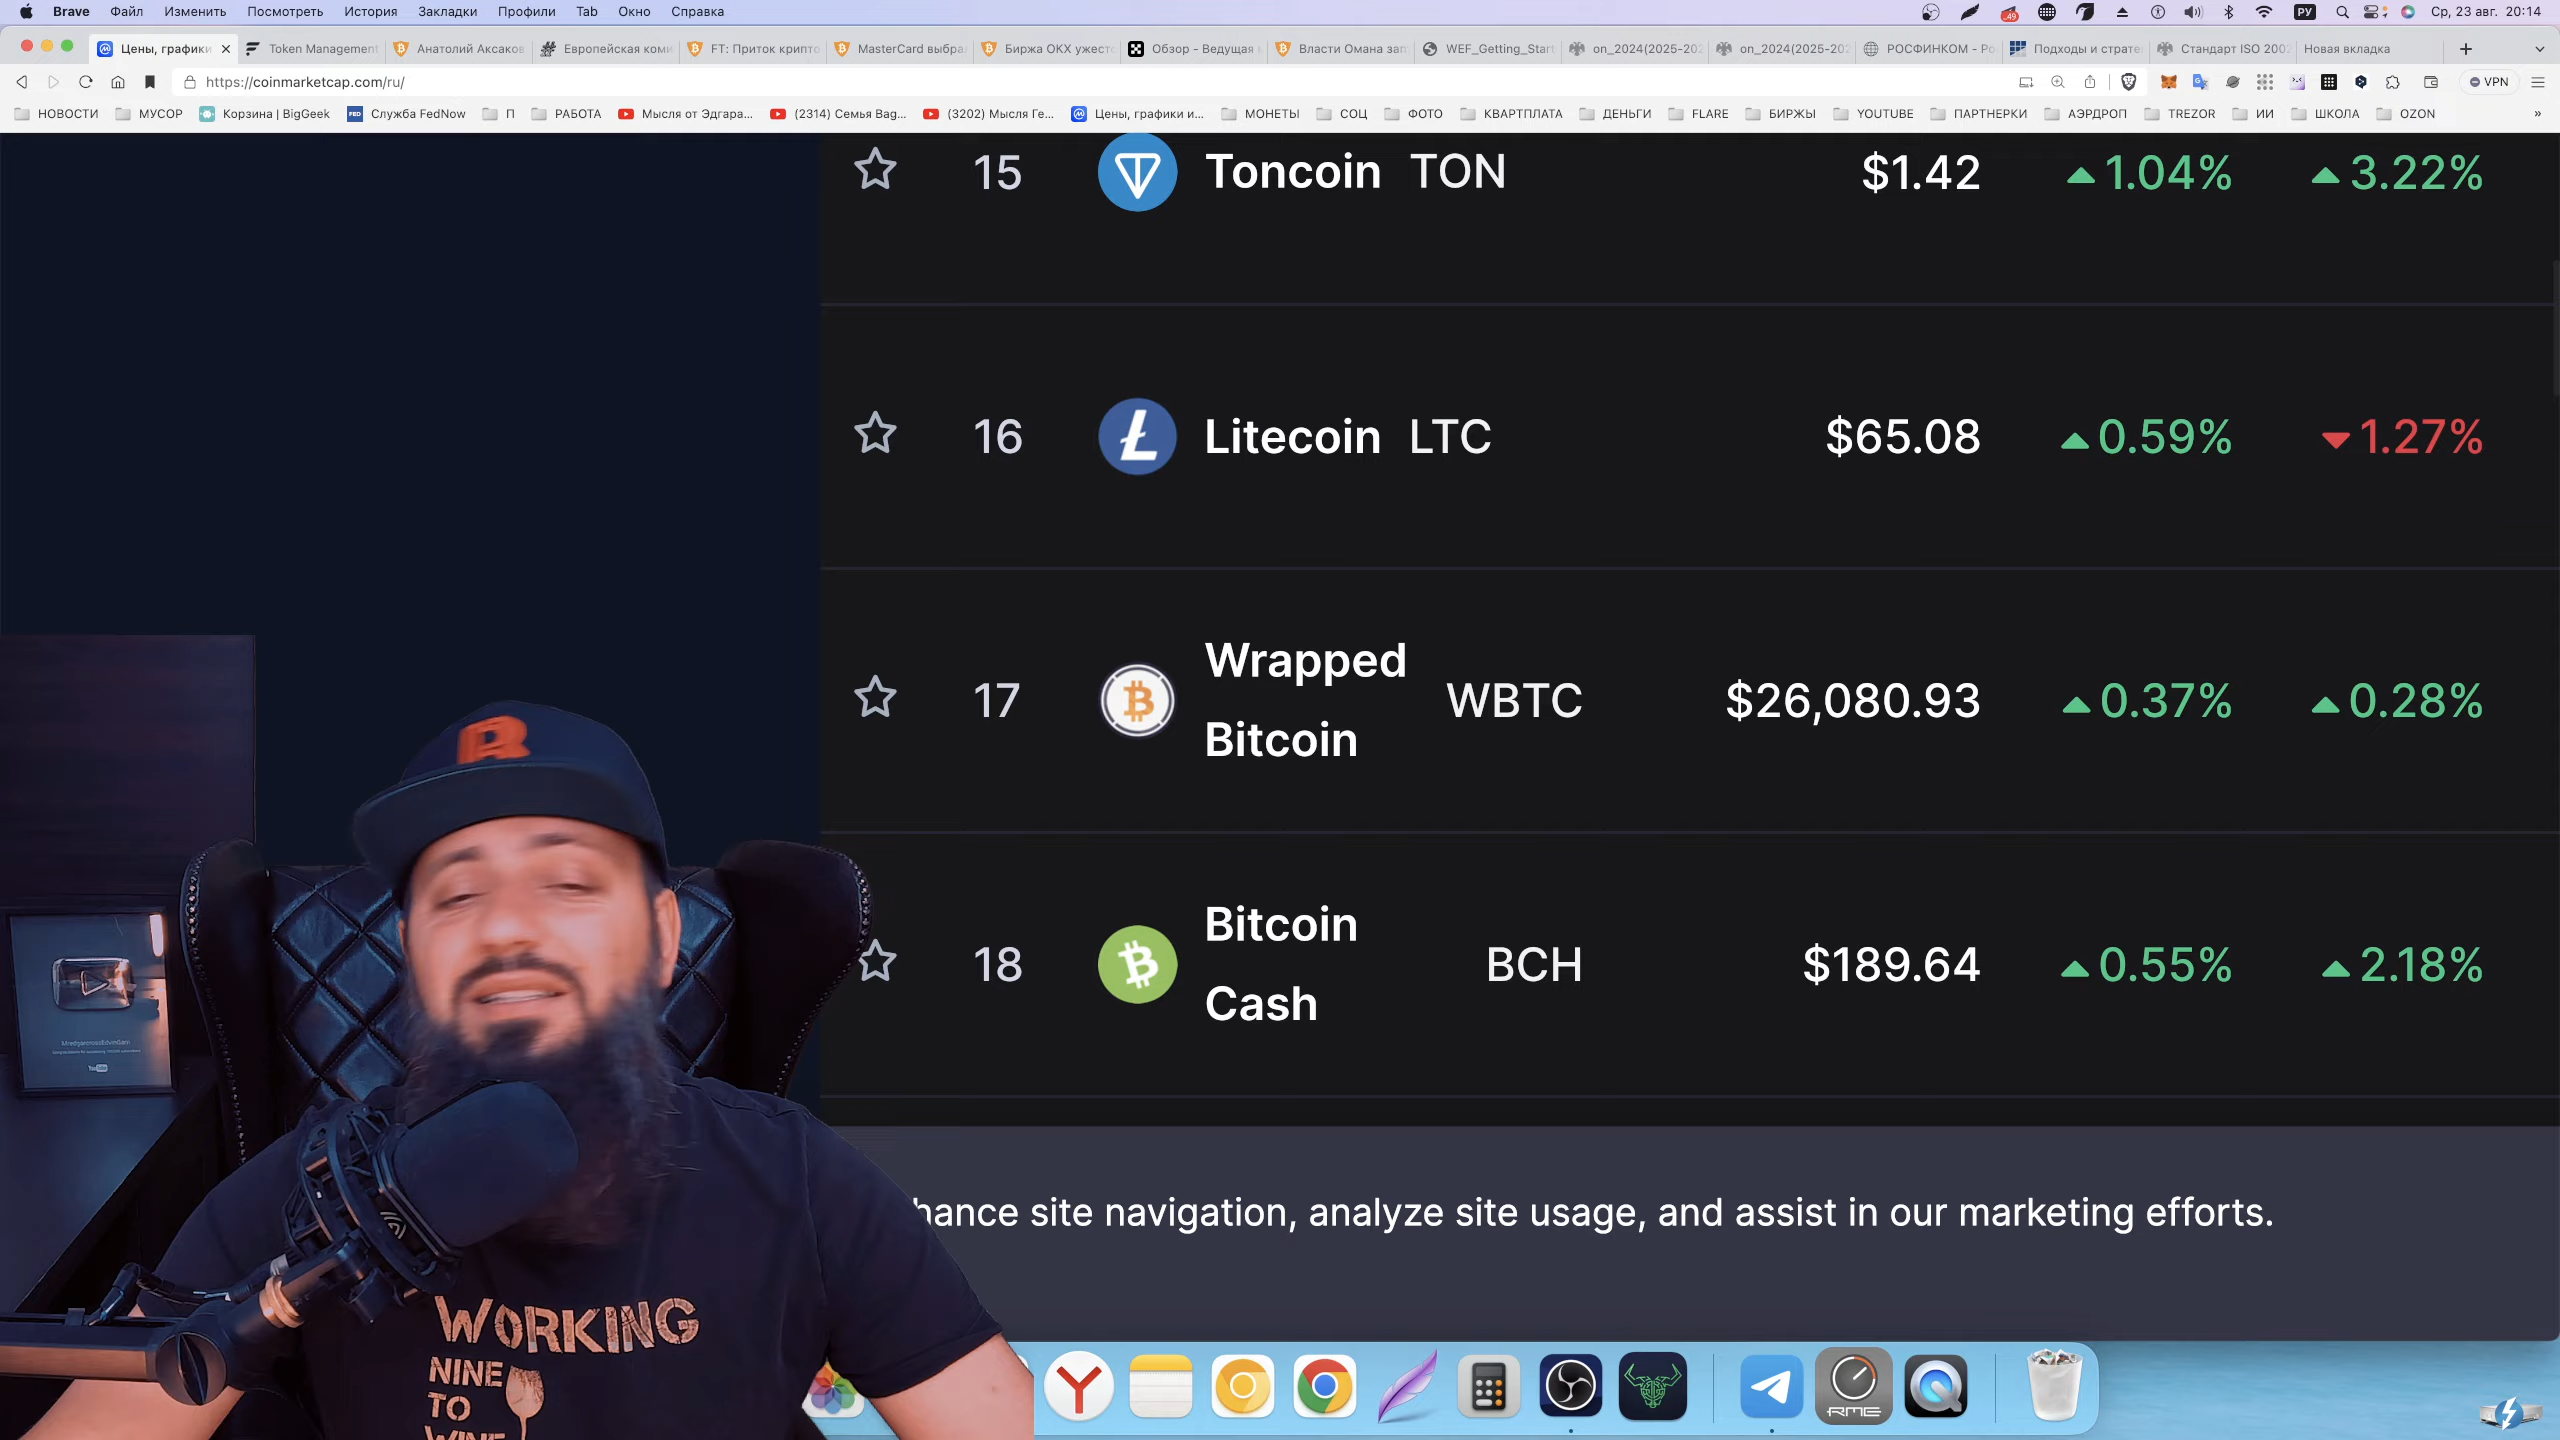 Brave Файл Изменить Посмотреть История Закладки Профили Tab Окно Справка
49 РУ Ср, 23 авг. 20:14
Цены, графики Token Management Анатолий Аксаков Европейская коми FT: Приток крипто MasterCard выбра Биржа OKX ужест Обзор - Ведущая Власти Омана зап WEF_Getting_Start on_2024(2025-202 on_2024(2025-202 РОСФИНКОМ - Ро Подходы и страте Стандарт ISO 2002 Новая вкладка
https://coinmarketcap.com/ru/
VPN
НОВОСТИ МУСОР Корзина | BigGeek FED Служба FedNow П РАБОТА Мысля от Эдгара... (2314) Семья Bag... (3202) Мысля Ге... Цены, графики и... МОНЕТЫ СОЦ ФОТО КВАРТПЛАТА ДЕНЬГИ FLARE БИРЖЫ YOUTUBE ПАРТНЕРКИ АЭРДРОП TREZOR ИИ ШКОЛА OZON »
15 Toncoin TON $1.42 1.04% 3.22%
16 Litecoin LTC $65.08 0.59% 1.27%
17 Wrapped Bitcoin WBTC $26,080.93 0.37% 0.28%
18 Bitcoin Cash BCH $189.64 0.55% 2.18%
hance site navigation, analyze site usage, and assist in our marketing efforts.
YouTube
WORKING
NINE
TO
WINE
RME